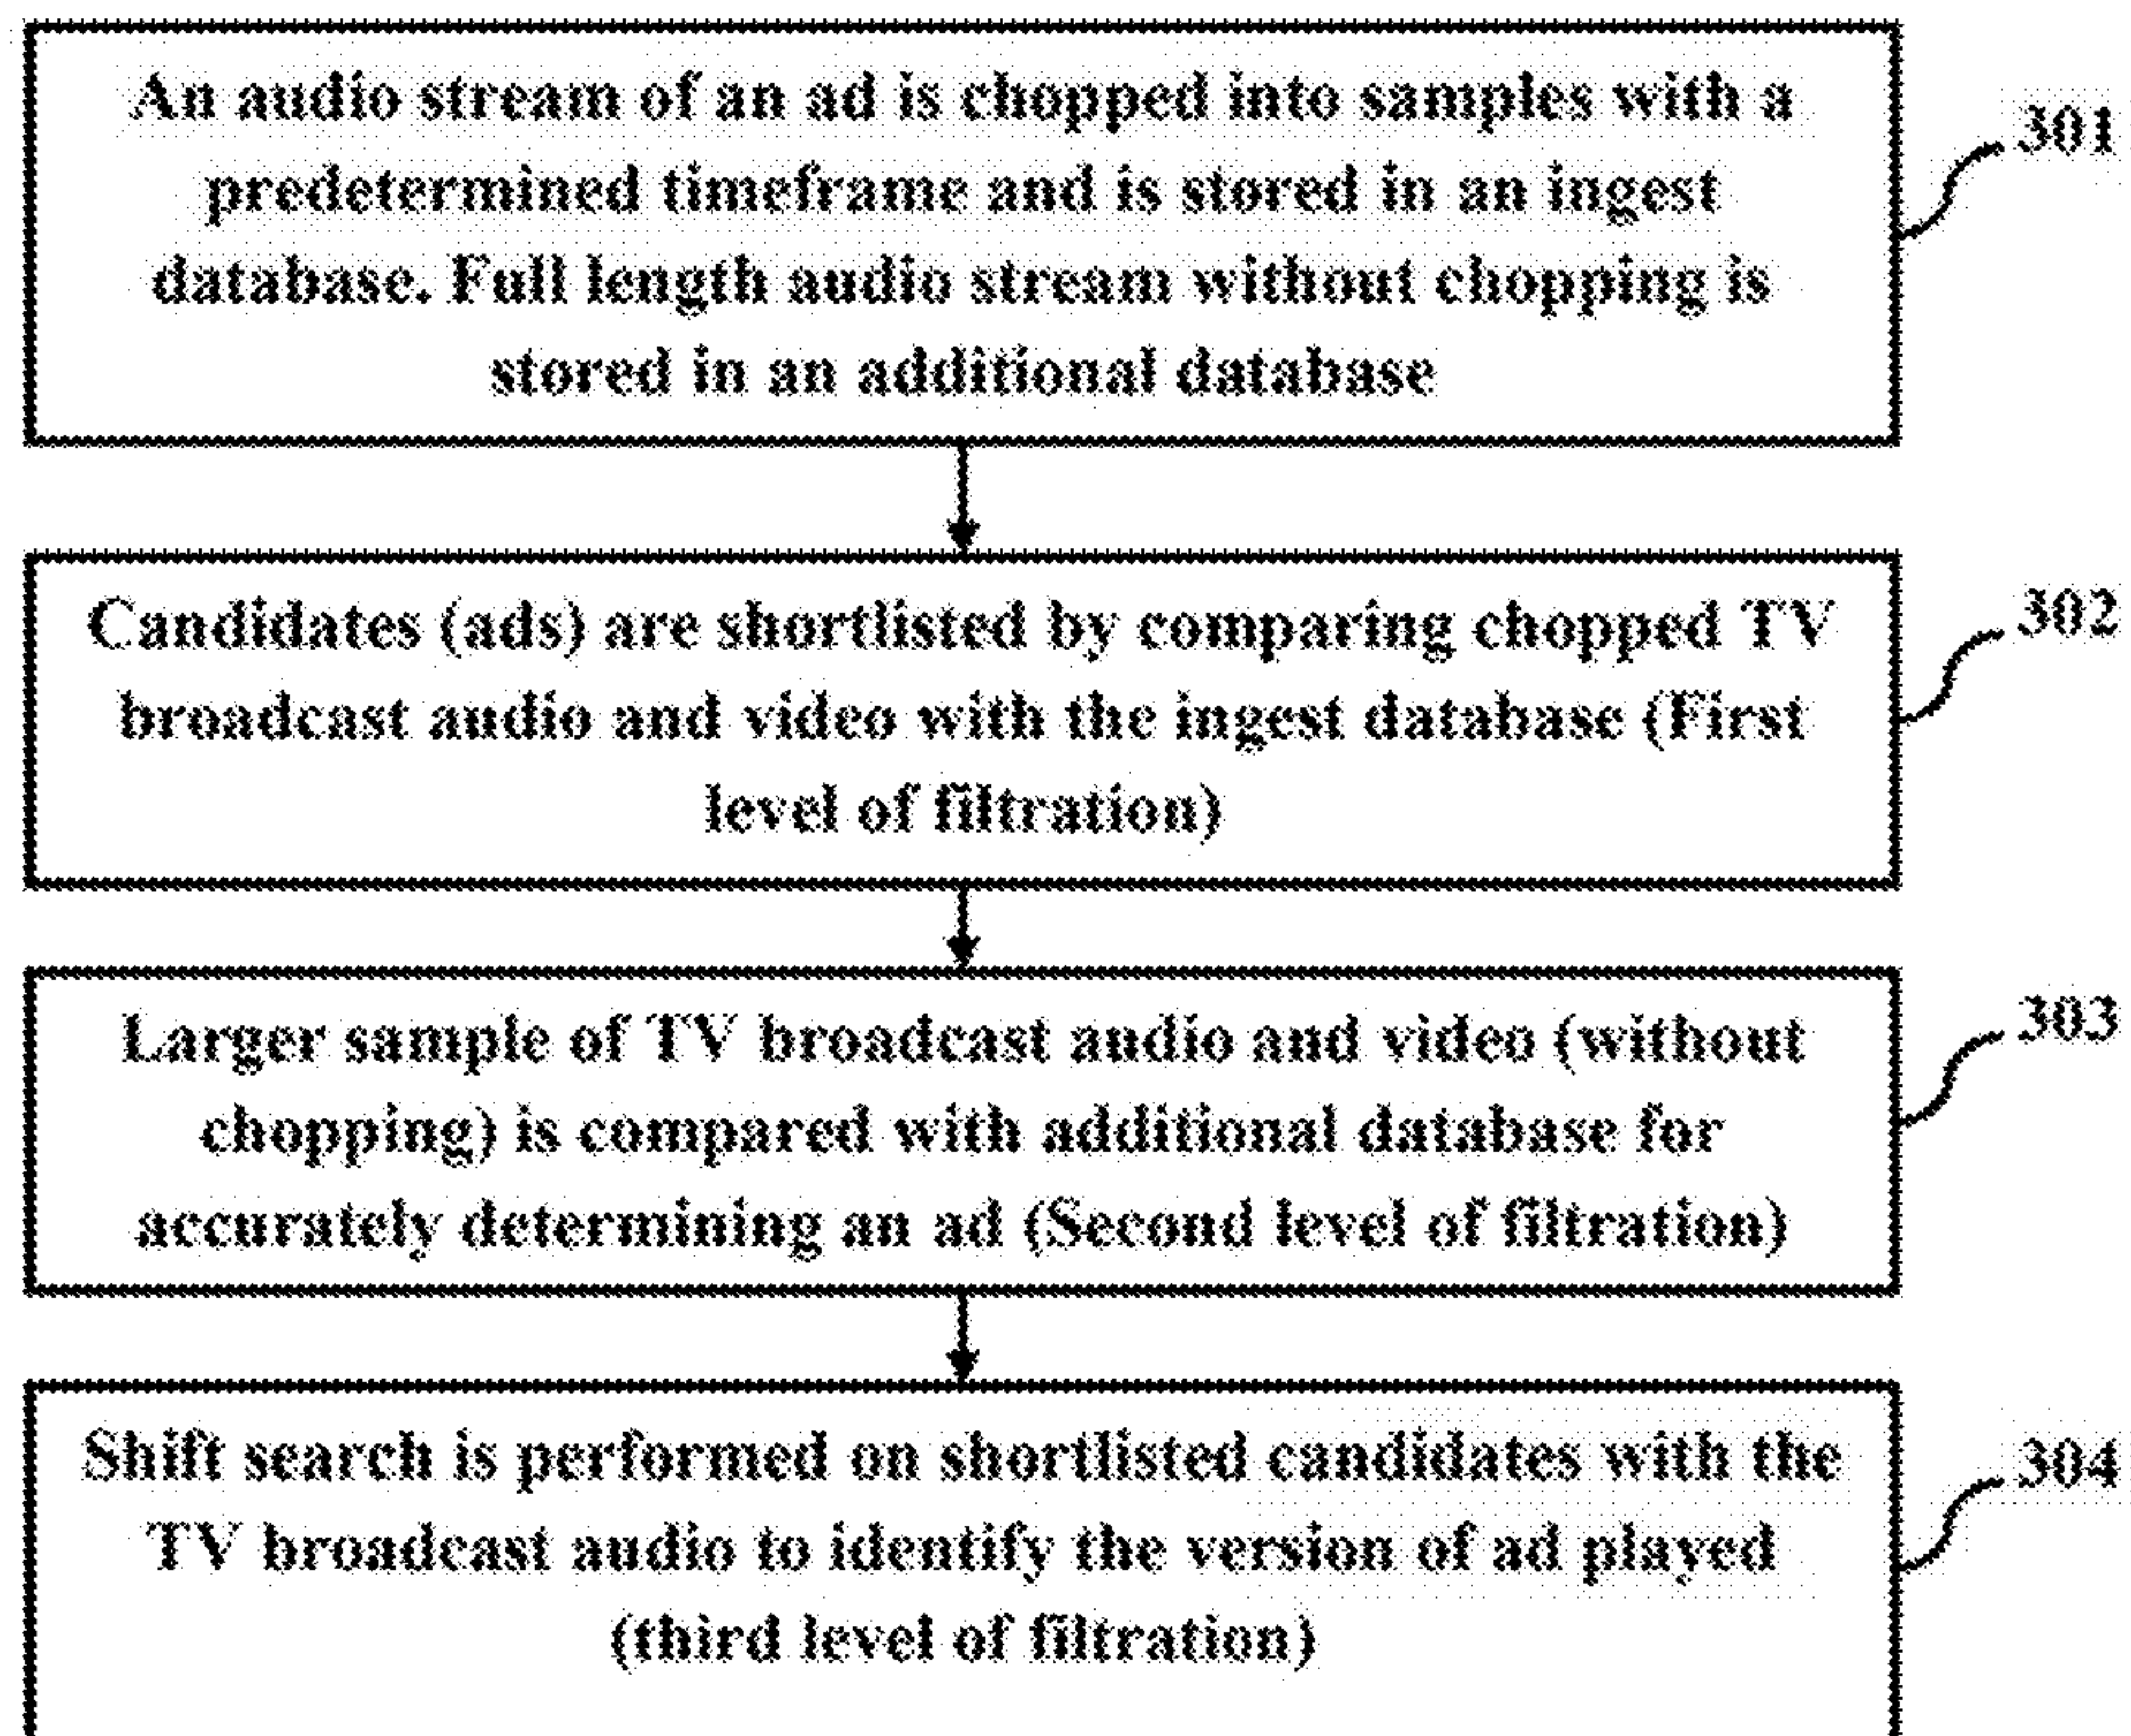 An audio stream of an ad is chopped into samples with a
predetermined timeframe and is stored in an ingest
database. Full length audio stream without chopping is
stored in an additional database
301
Candidates (ads) are shortlisted by comparing chopped TV
broadcast audio and video with the ingest database (First
level of filtration)
302
Larger sample of TV broadcast audio and video (without
chopping) is compared with additional database for
accurately determining an ad (Second level of filtration)
303
Shift search is performed on shortlisted candidates with the
TV broadcast audio to identify the version of ad played
(third level of filtration)
304